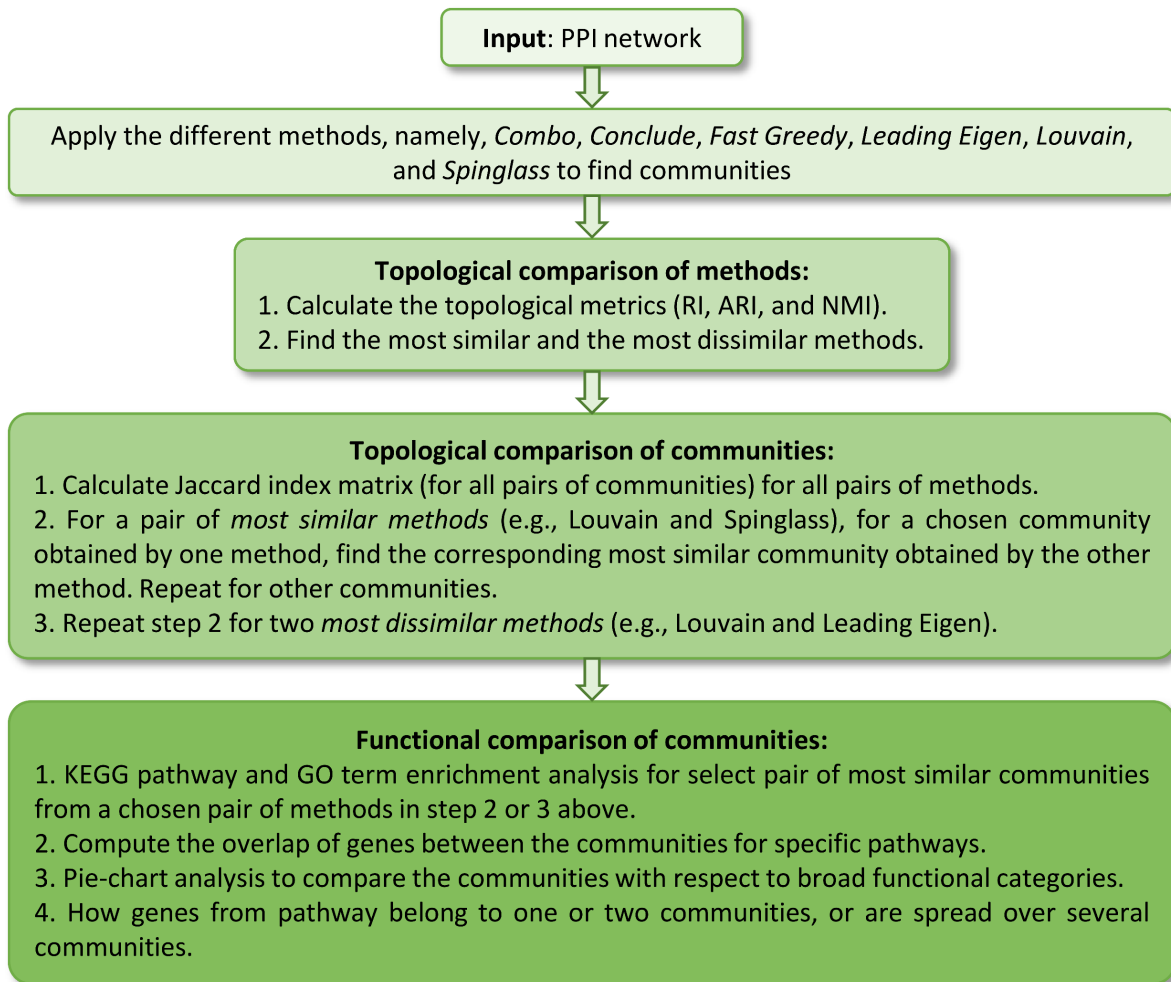 Input: PPI network
Apply the different methods, namely, Combo, Conclude, Fast Greedy, Leading Eigen, Louvain,
and Spinglass to find communities
Topological comparison of methods:
1. Calculate the topological metrics (RI, ARI, and NMI).
2. Find the most similar and the most dissimilar methods.
Topological comparison of communities:
1. Calculate Jaccard index matrix (for all pairs of communities) for all pairs of methods.
2. For a pair of most similar methods (e.g., Louvain and Spinglass), for a chosen community
obtained by one method, find the corresponding most similar community obtained by the other
method. Repeat for other communities.
3. Repeat step 2 for two most dissimilar methods (e.g., Louvain and Leading Eigen).
Functional comparison of communities:
1. KEGG pathway and GO term enrichment analysis for select pair of most similar communities
from a chosen pair of methods in step 2 or 3 above.
2. Compute the overlap of genes between the communities for specific pathways.
3. Pie-chart analysis to compare the communities with respect to broad functional categories.
4. How genes from pathway belong to one or two communities, or are spread over several
communities.